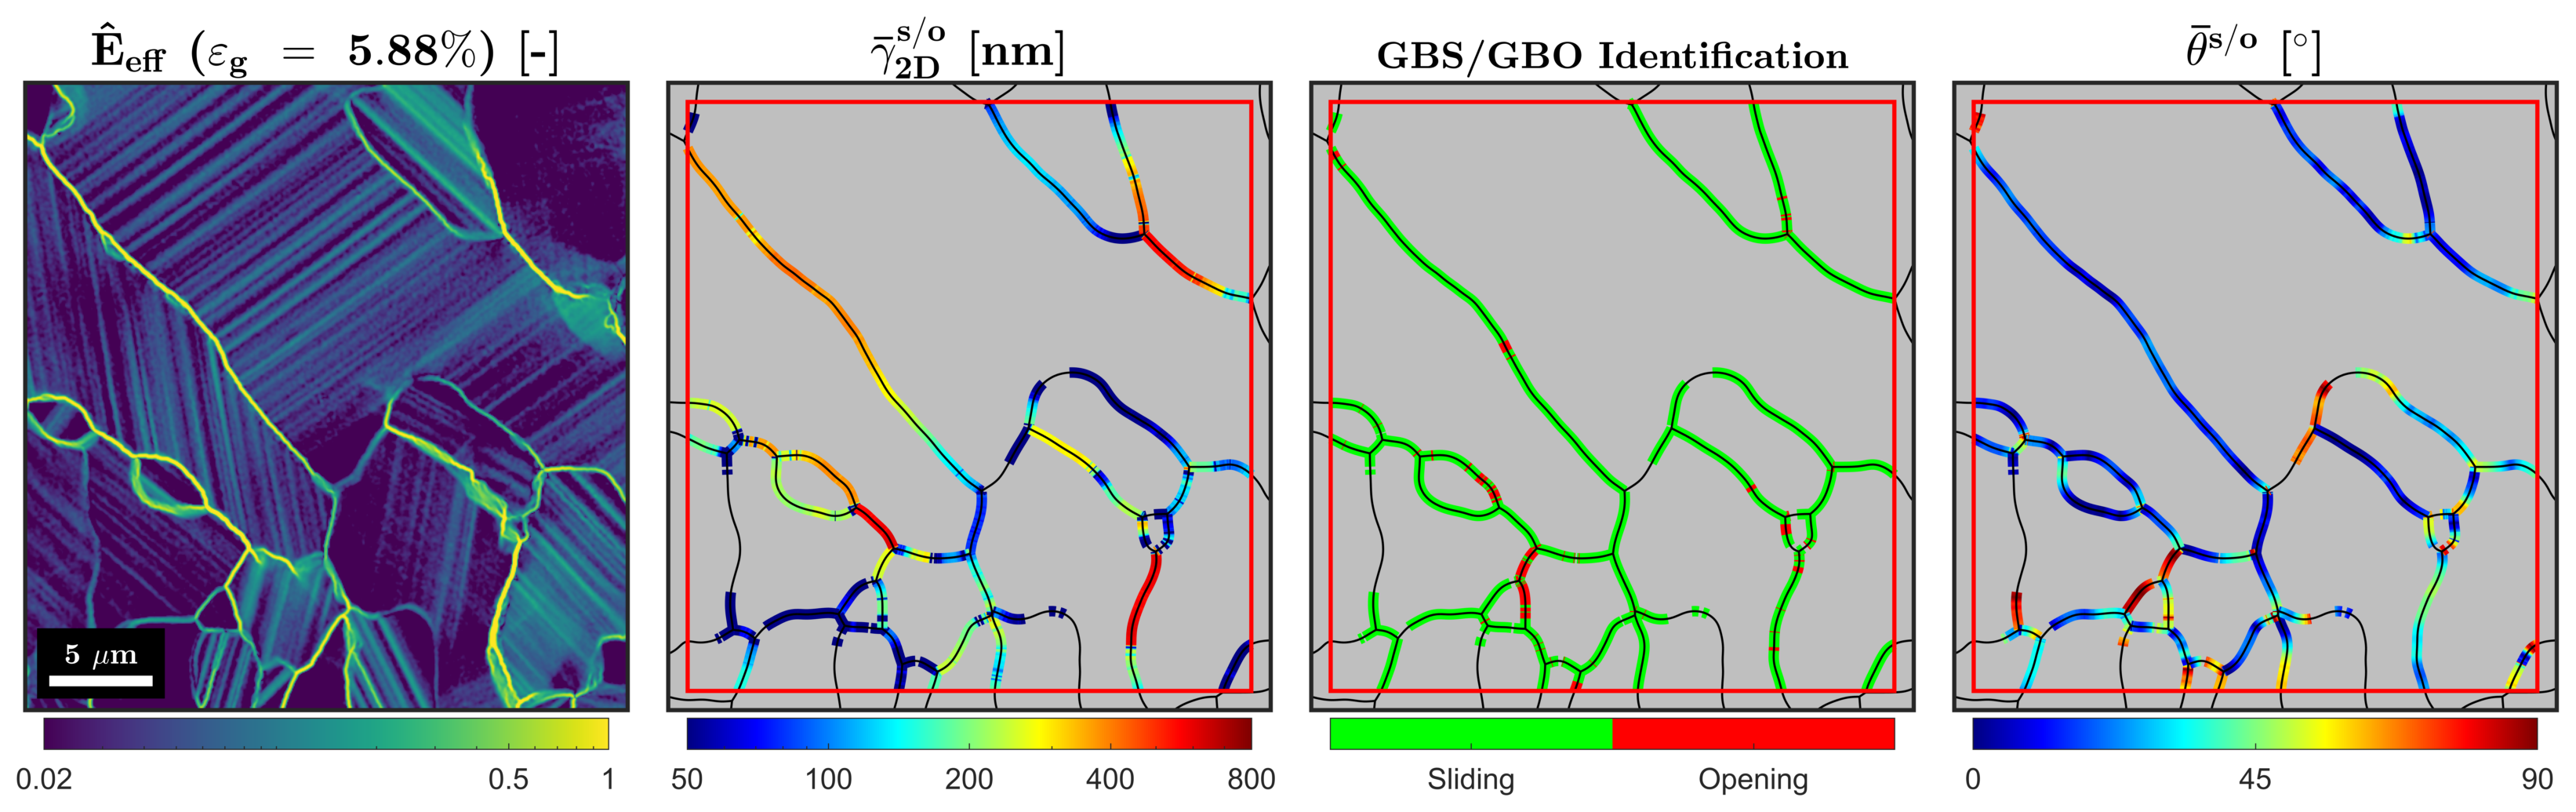 Ê_eff (ε_g = 5.88%) [-]
γ̄_2D^s/o [nm]
GBS/GBO Identification
θ̄^s/o [°]
5 μm
0.02 0.5 1
50 100 200 400 800
Sliding Opening
0 45 90